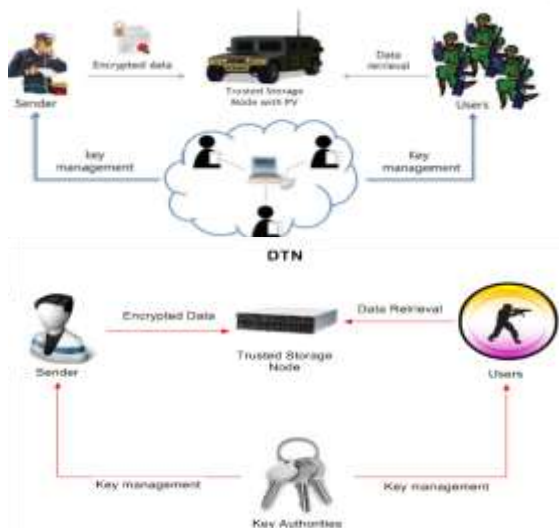 Encrypted data
Data
retrieval
Sender
Trusted Storage
Node with PV
Users
key
management
Key
management
DTN
Encrypted Data
Data Retrieval
Sender
Trusted Storage
Node
Users
Key management
Key management
Key Authorities